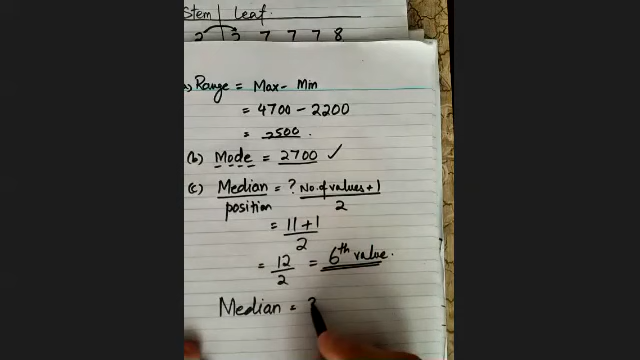 Stem | Leaf
2 2 7 7 7 8
a) Range = Max - Min
= 4700 - 2200
= 2500.
(b) Mode = 2700 ✓
(c) Median position = ? No. of values + 1 / 2
= 11 + 1 / 2
= 12 / 2 = 6th value.
Median = ?